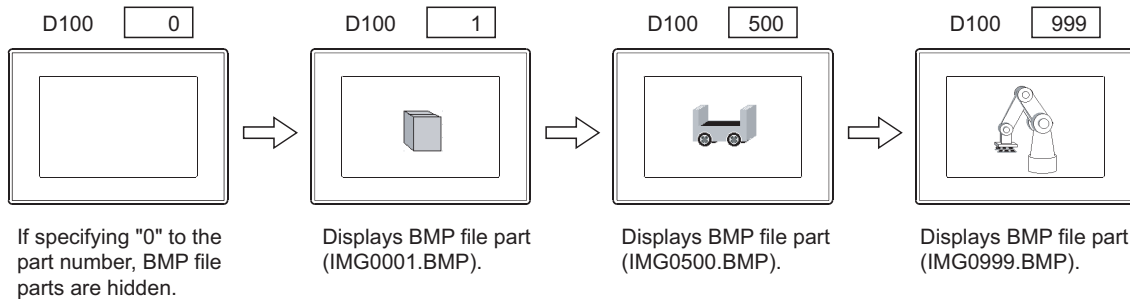 D100 0
D100 1
D100 500
D100 999
If specifying "0" to the
part number, BMP file
parts are hidden.
Displays BMP file part
(IMG0001.BMP).
Displays BMP file part
(IMG0500.BMP).
Displays BMP file part
(IMG0999.BMP).